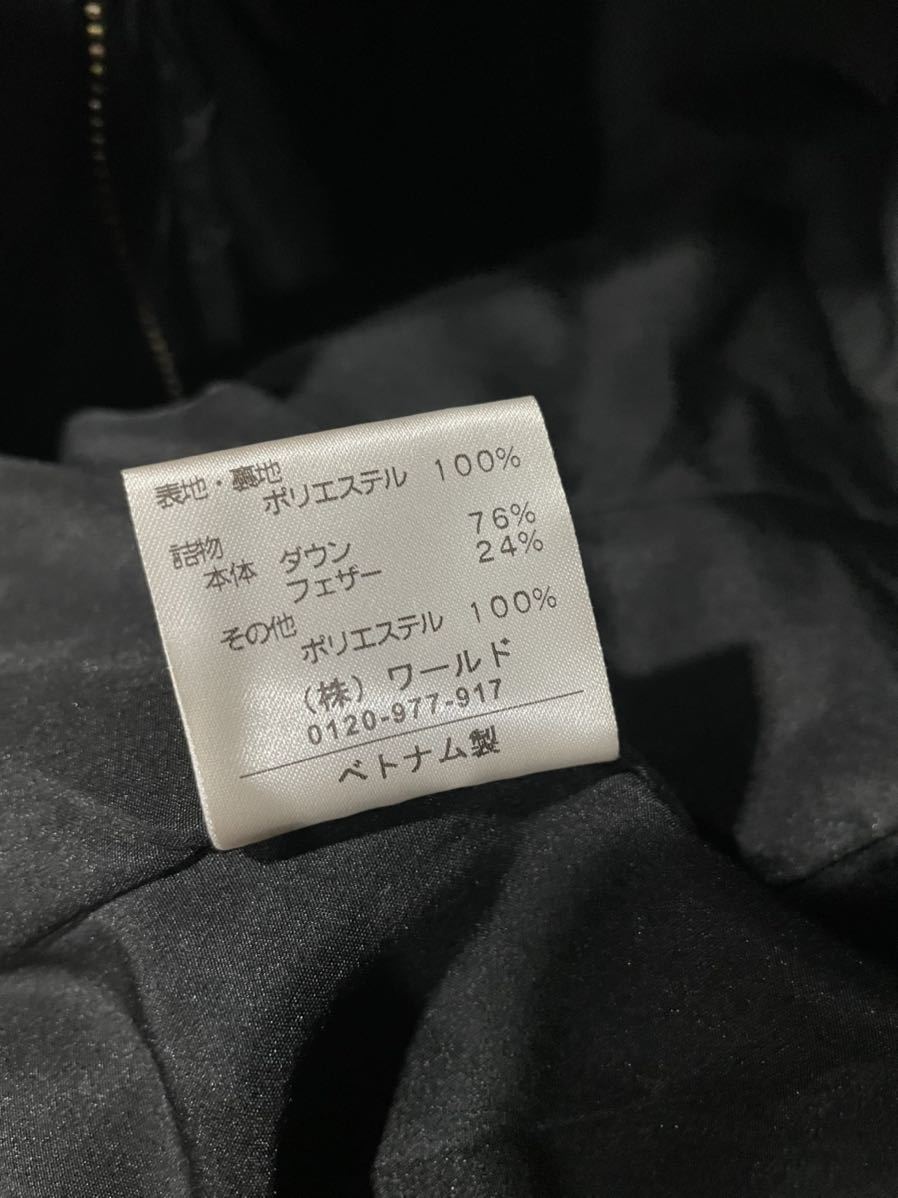 表地・裏地
ポリエステル 100%
詰物 76%
本体 ダウン 24%
フェザー
その他
ポリエステル 100%
(株)ワールド
0120-977-917
ベトナム製